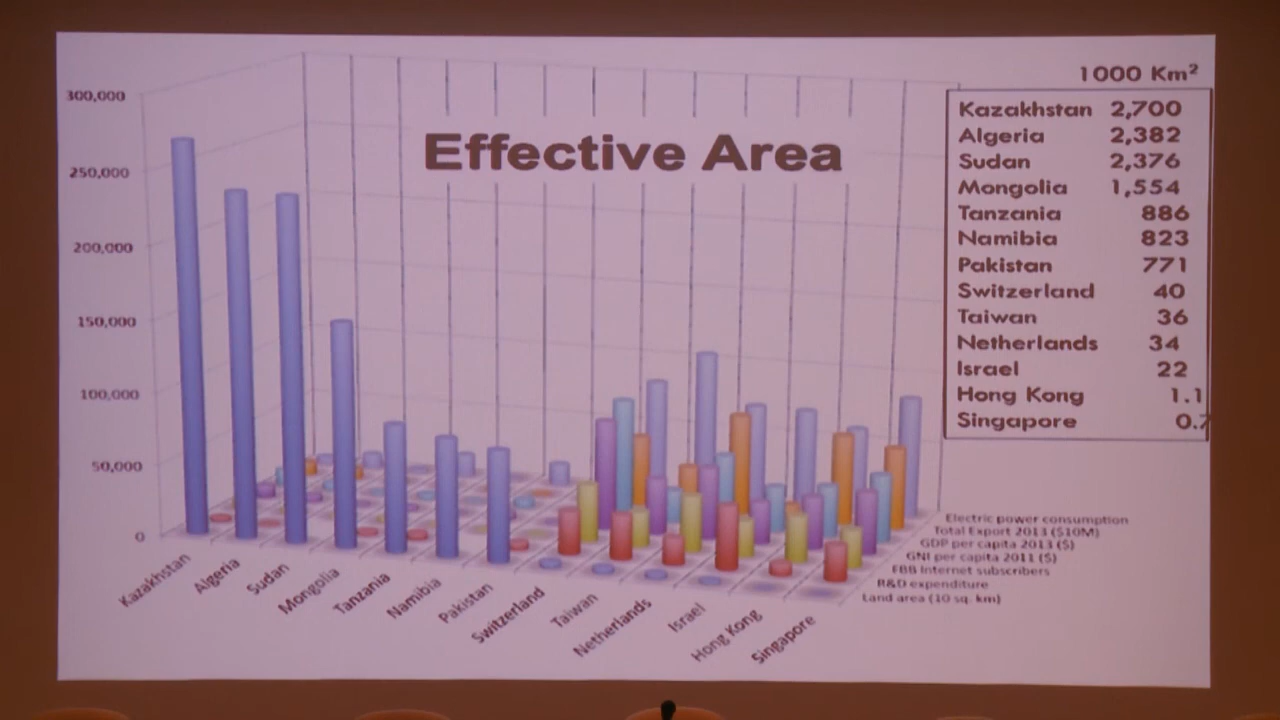 Effective Area
1000 Km²
Kazakhstan 2,700
Algeria 2,382
Sudan 2,376
Mongolia 1,554
Tanzania 886
Namibia 823
Pakistan 771
Switzerland 40
Taiwan 36
Netherlands 34
Israel 22
Hong Kong 1.1
Singapore 0.7
300,000
250,000
200,000
150,000
100,000
50,000
0
Kazakhstan
Algeria
Sudan
Mongolia
Tanzania
Namibia
Pakistan
Switzerland
Taiwan
Netherlands
Israel
Hong Kong
Singapore
Electric power consumption
Total Export 2013 ($10M)
GDP per capita 2013 ($)
GNI per capita 2011 ($)
FBB Internet subscribers
R&D expenditure
Land area (10 sq. km)